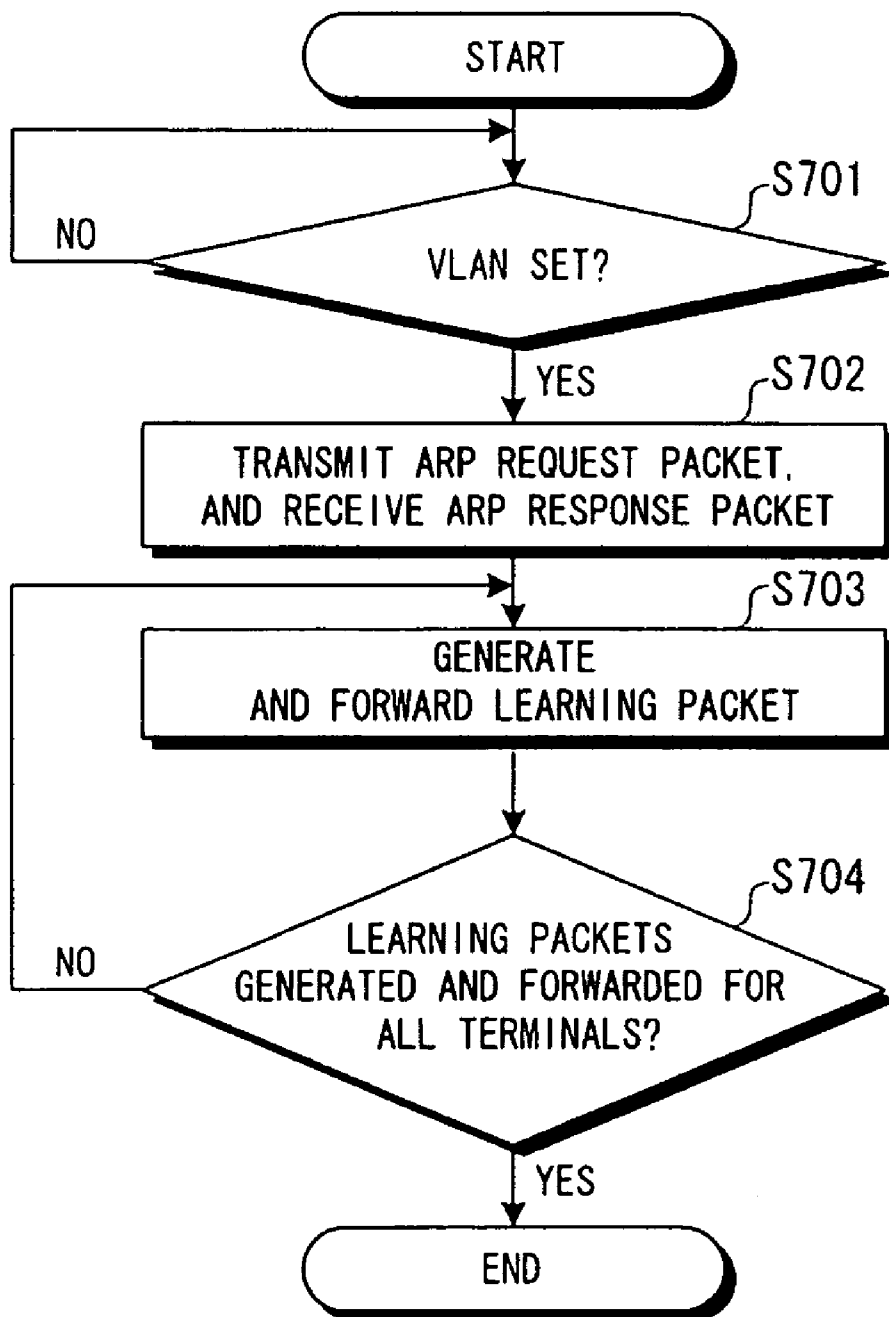 START
S701
NO
VLAN SET?
YES
S702
TRANSMIT ARP REQUEST PACKET,
AND RECEIVE ARP RESPONSE PACKET
S703
GENERATE
AND FORWARD LEARNING PACKET
S704
NO
LEARNING PACKETS
GENERATED AND FORWARDED FOR
ALL TERMINALS?
YES
END